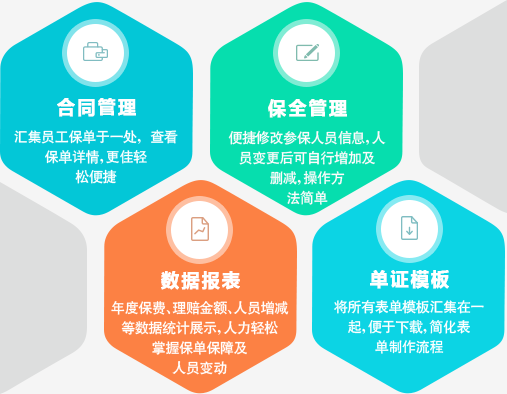 合同管理
汇集员工保单于一处，查看
保单详情,更佳轻
松便捷
保全管理
便捷修改参保人员信息,人
员变更后可自行增加及
删减,操作方
法简单
数据报表
年度保费、理赔金额、人员增减
等数据统计展示,人力轻松
掌握保单保障及
人员变动
单证模板
将所有表单模板汇集在一
起,便于下载,简化表
单制作流程